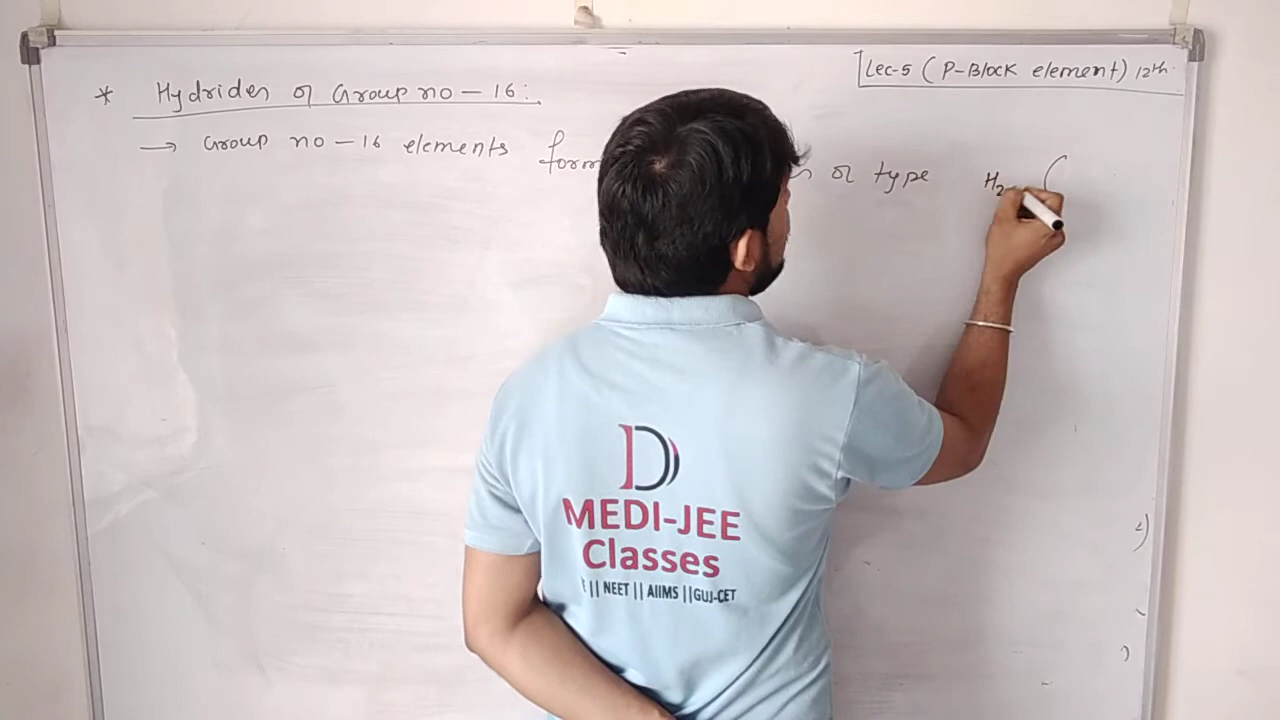 Lec-5 (P-Block element) 12th.
* Hydrides of Group no-16:
→ Group no-16 elements form of type H2 (
D
MEDI-JEE
Classes
|| NEET || AIIMS || GUJ-CET